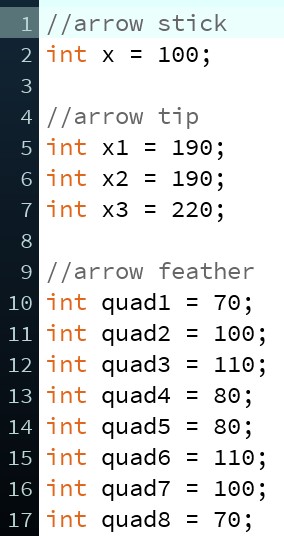 1 //arrow stick
2 int x = 100;
3
4 //arrow tip
5 int x1 = 190;
6 int x2 = 190;
7 int x3 = 220;
8
9 //arrow feather
10 int quad1 = 70;
11 int quad2 = 100;
12 int quad3 = 110;
13 int quad4 = 80;
14 int quad5 = 80;
15 int quad6 = 110;
16 int quad7 = 100;
17 int quad8 = 70;